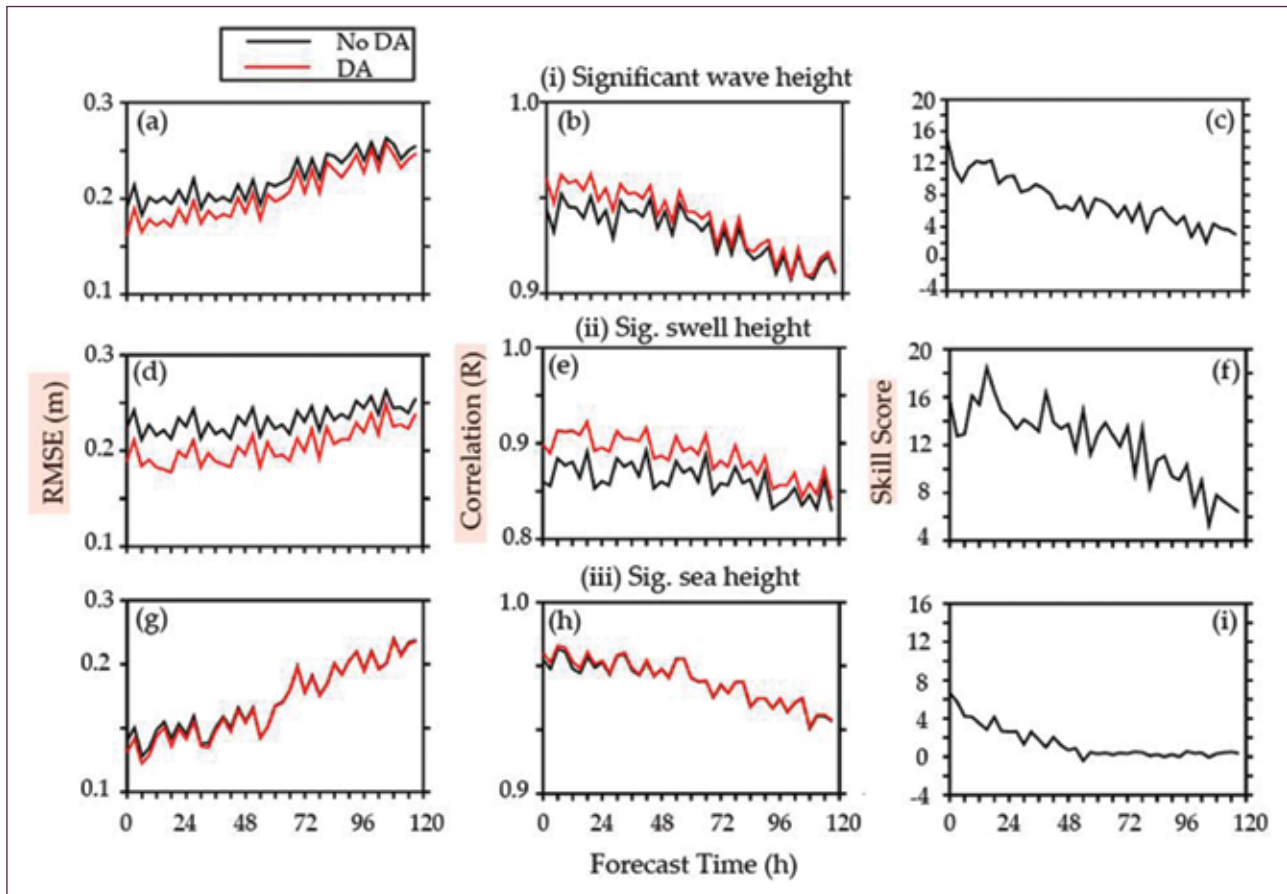 No DA
DA
(i) Significant wave height
0.3
0.2
0.1
(a)
1.0
0.9
(b)
20
16
12
8
4
0
-4
(c)
(ii) Sig. swell height
RMSE (m)
0.3
0.2
0.1
(d)
Correlation (R)
1.0
0.9
0.8
(e)
Skill Score
20
16
12
8
4
(f)
(iii) Sig. sea height
0.3
0.2
0.1
(g)
1.0
0.9
(h)
16
12
8
4
0
-4
(i)
0 24 48 72 96 120
0 24 48 72 96 120
0 24 48 72 96 120
Forecast Time (h)